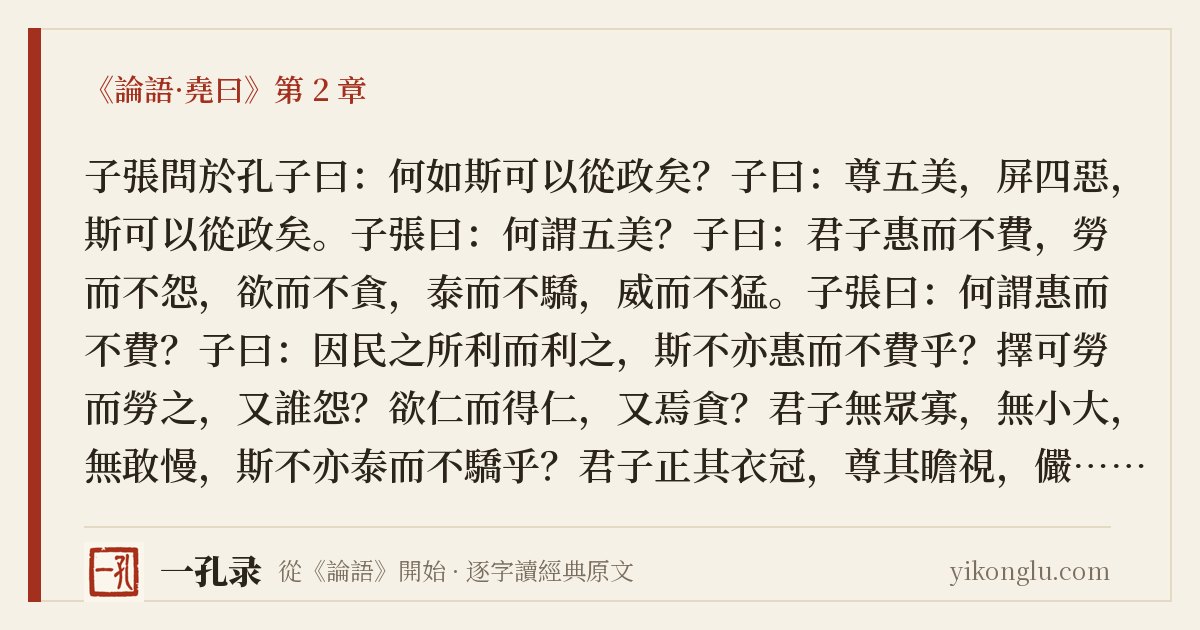 《論語·堯曰》第 2 章
子張問於孔子曰：何如斯可以從政矣？子曰：尊五美，屏四惡，
斯可以從政矣。子張曰：何謂五美？子曰：君子惠而不費，勞
而不怨，欲而不貪，泰而不驕，威而不猛。子張曰：何謂惠而
不費？子曰：因民之所利而利之，斯不亦惠而不費乎？擇可勞
而勞之，又誰怨？欲仁而得仁，又焉貪？君子無眾寡，無小大，
無敢慢，斯不亦泰而不驕乎？君子正其衣冠，尊其瞻視，儼……
一孔
一孔录
從《論語》開始 · 逐字讀經典原文
yikonglu.com